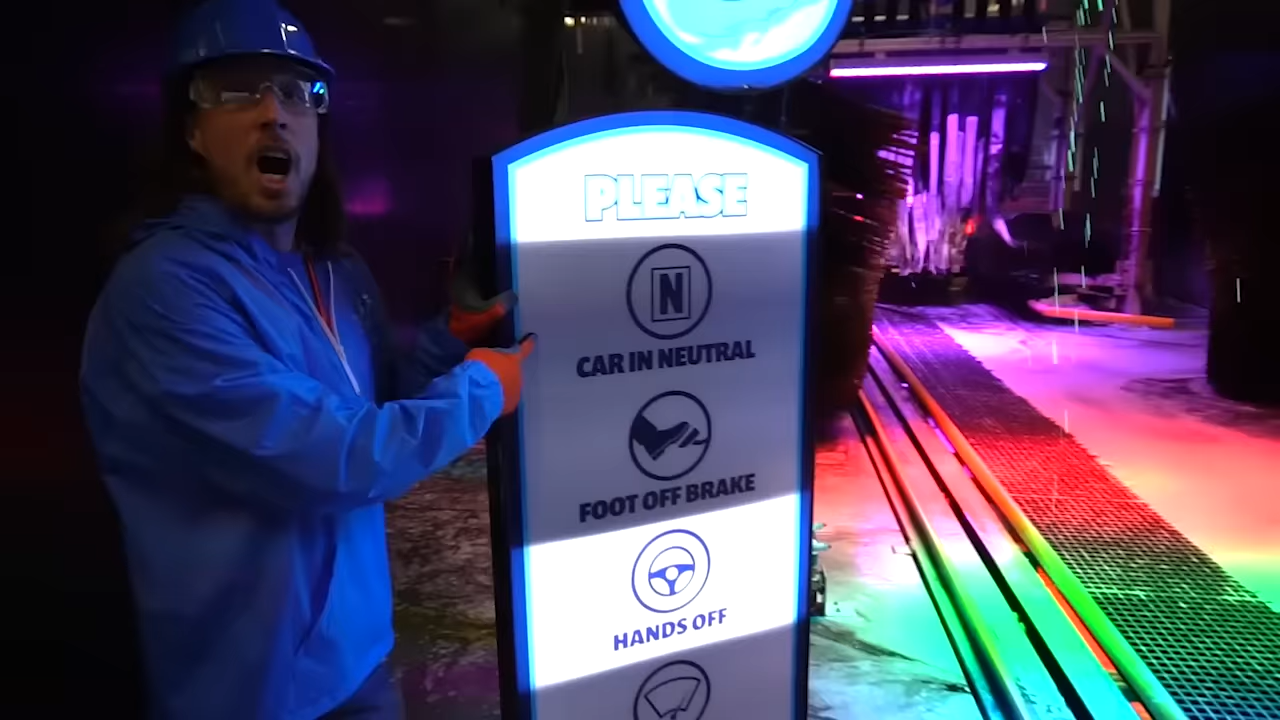 PLEASE
N
CAR IN NEUTRAL
FOOT OFF BRAKE
HANDS OFF